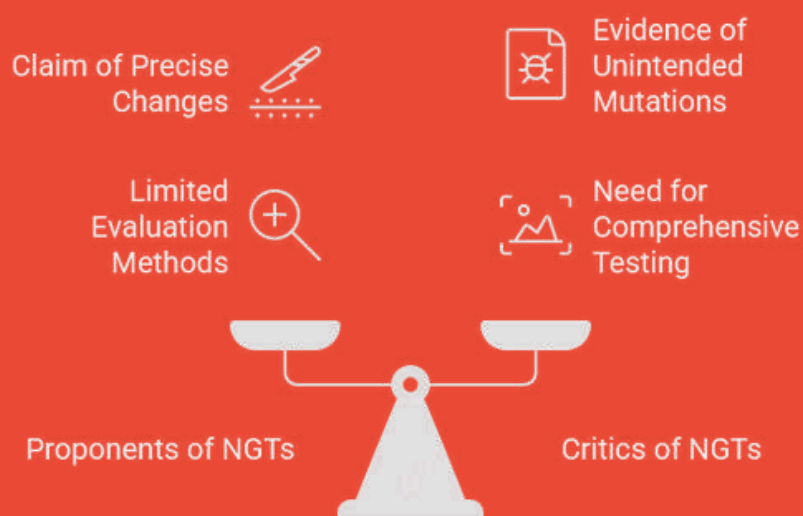 Claim of Precise
Changes
Evidence of
Unintended
Mutations
Limited
Evaluation
Methods
Need for
Comprehensive
Testing
Proponents of NGTs
Critics of NGTs